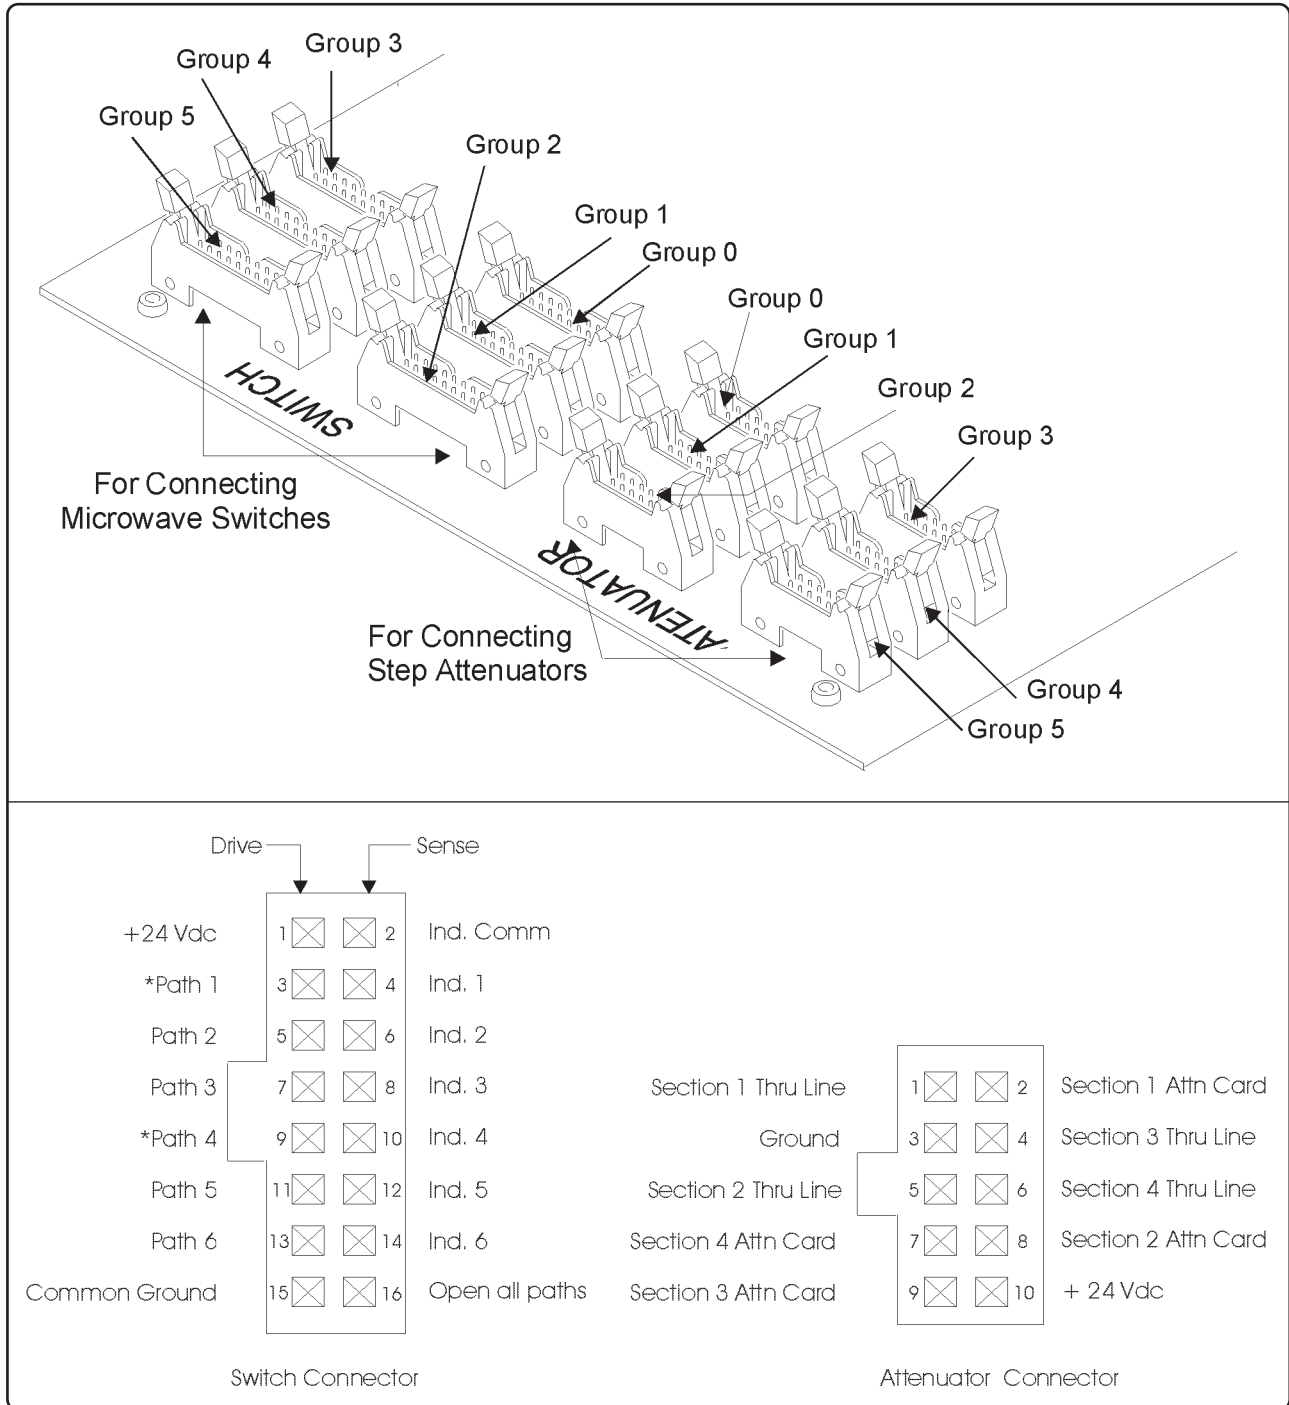 Group 3
Group 4
Group 5
Group 2
Group 1
Group 0
Group 0
Group 1
Group 2
Group 3
SWITCH
For Connecting
Microwave Switches
ATENUATOR
For Connecting
Step Attenuators
Group 4
Group 5
Drive
Sense
+24 Vdc 1 2 Ind. Comm
*Path 1 3 4 Ind. 1
Path 2 5 6 Ind. 2
Path 3 7 8 Ind. 3
*Path 4 9 10 Ind. 4
Path 5 11 12 Ind. 5
Path 6 13 14 Ind. 6
Common Ground 15 16 Open all paths
Switch Connector
Section 1 Thru Line 1 2 Section 1 Attn Card
Ground 3 4 Section 3 Thru Line
Section 2 Thru Line 5 6 Section 4 Thru Line
Section 4 Attn Card 7 8 Section 2 Attn Card
Section 3 Attn Card 9 10 + 24 Vdc
Attenuator Connector